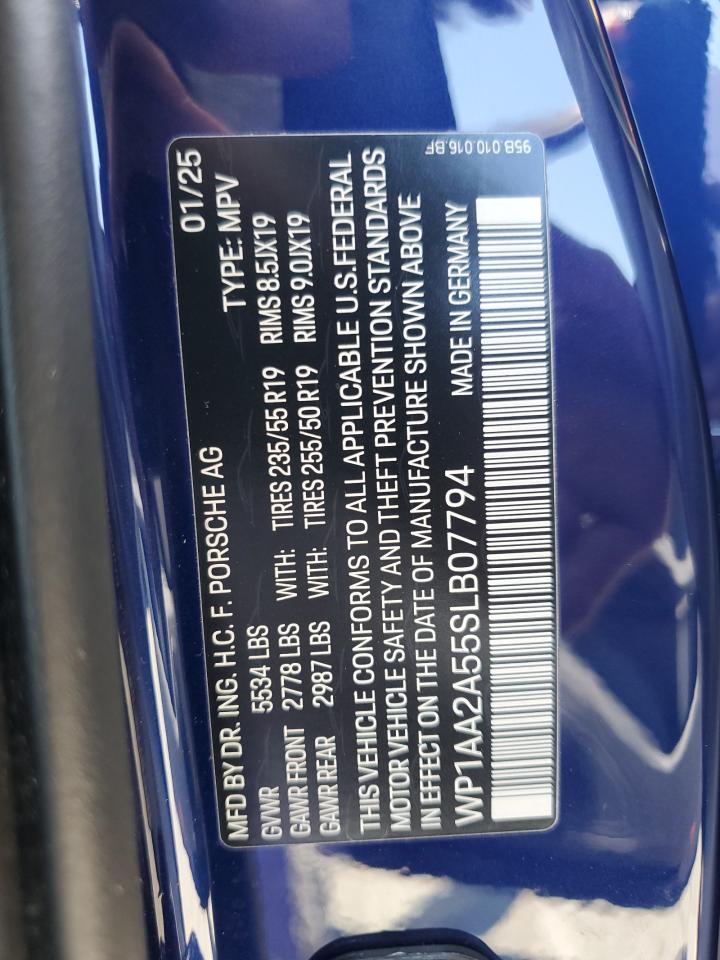 MFD BY DR. ING. H.C. F. PORSCHE AG 01/25
GVWR 5534 LBS TYPE: MPV
GAWR FRONT 2778 LBS WITH: TIRES 235/55 R19 RIMS 8.5JX19
GAWR REAR 2987 LBS WITH: TIRES 255/50 R19 RIMS 9.0JX19
THIS VEHICLE CONFORMS TO ALL APPLICABLE U.S.FEDERAL
MOTOR VEHICLE SAFETY AND THEFT PREVENTION STANDARDS
IN EFFECT ON THE DATE OF MANUFACTURE SHOWN ABOVE
WP1AA2A55SLB07794 MADE IN GERMANY
95B.010.016.BF